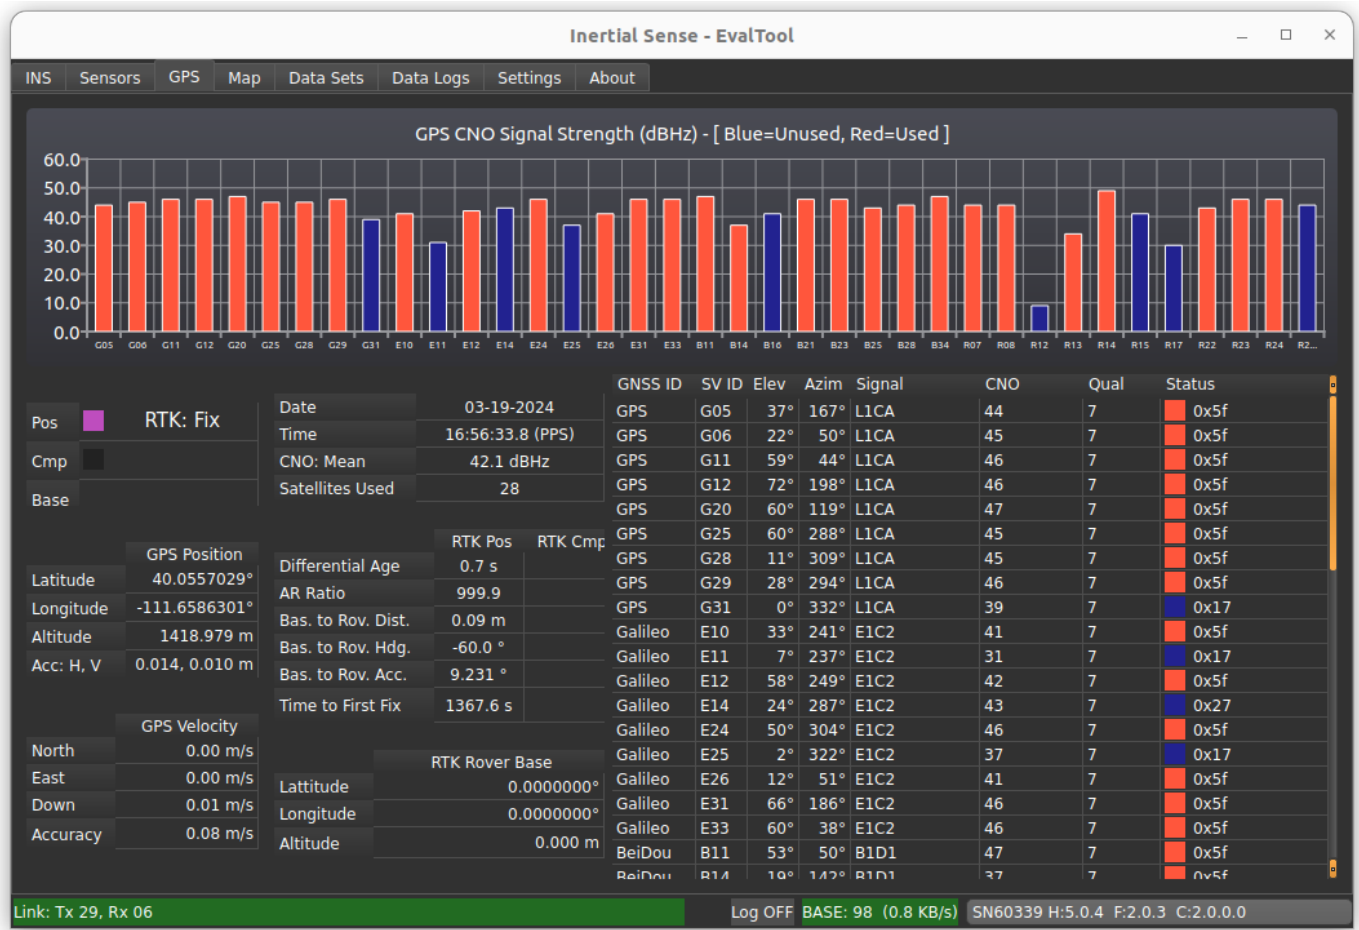 Inertial Sense - EvalTool
INS Sensors GPS Map Data Sets Data Logs Settings About
GPS CNO Signal Strength (dBHz) - [ Blue=Unused, Red=Used ]
60.0
50.0
40.0
30.0
20.0
10.0
0.0
G05 G06 G11 G12 G20 G25 G28 G29 G31 E10 E11 E12 E14 E24 E25 E26 E31 E33 B11 B14 B16 B21 B23 B25 B28 B34 R07 R08 R12 R13 R14 R15 R17 R22 R23 R24 R2...
Pos RTK: Fix
Cmp
Base
GPS Position
Latitude 40.0557029°
Longitude -111.6586301°
Altitude 1418.979 m
Acc: H, V 0.014, 0.010 m
GPS Velocity
North 0.00 m/s
East 0.00 m/s
Down 0.01 m/s
Accuracy 0.08 m/s
Date 03-19-2024
Time 16:56:33.8 (PPS)
CNO: Mean 42.1 dBHz
Satellites Used 28
RTK Pos RTK Cmp
Differential Age 0.7 s
AR Ratio 999.9
Bas. to Rov. Dist. 0.09 m
Bas. to Rov. Hdg. -60.0 °
Bas. to Rov. Acc. 9.231 °
Time to First Fix 1367.6 s
RTK Rover Base
Lattitude 0.0000000°
Longitude 0.0000000°
Altitude 0.000 m
GNSS ID SV ID Elev Azim Signal CNO Qual Status
GPS G05 37° 167° L1CA 44 7 0x5f
GPS G06 22° 50° L1CA 45 7 0x5f
GPS G11 59° 44° L1CA 46 7 0x5f
GPS G12 72° 198° L1CA 46 7 0x5f
GPS G20 60° 119° L1CA 47 7 0x5f
GPS G25 60° 288° L1CA 45 7 0x5f
GPS G28 11° 309° L1CA 45 7 0x5f
GPS G29 28° 294° L1CA 46 7 0x5f
GPS G31 0° 332° L1CA 39 7 0x17
Galileo E10 33° 241° E1C2 41 7 0x5f
Galileo E11 7° 237° E1C2 31 7 0x17
Galileo E12 58° 249° E1C2 42 7 0x5f
Galileo E14 24° 287° E1C2 43 7 0x27
Galileo E24 50° 304° E1C2 46 7 0x5f
Galileo E25 2° 322° E1C2 37 7 0x17
Galileo E26 12° 51° E1C2 41 7 0x5f
Galileo E31 66° 186° E1C2 46 7 0x5f
Galileo E33 60° 38° E1C2 46 7 0x5f
BeiDou B11 53° 50° B1D1 47 7 0x5f
BeiDou B14 19° 142° B1D1 37 7 0x5f
Link: Tx 29, Rx 06 Log OFF BASE: 98 (0.8 KB/s) SN60339 H:5.0.4 F:2.0.3 C:2.0.0.0